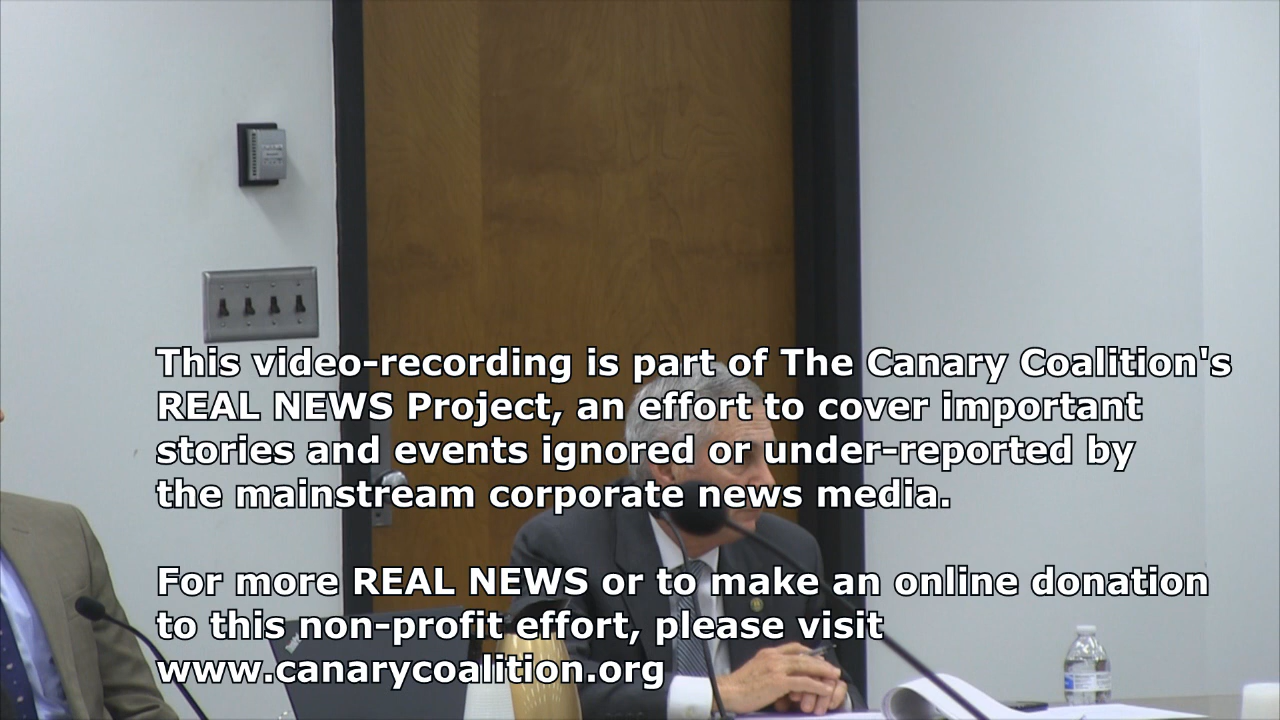 This video-recording is part of The Canary Coalition's
REAL NEWS Project, an effort to cover important
stories and events ignored or under-reported by
the mainstream corporate news media.
For more REAL NEWS or to make an online donation
to this non-profit effort, please visit
www.canarycoalition.org